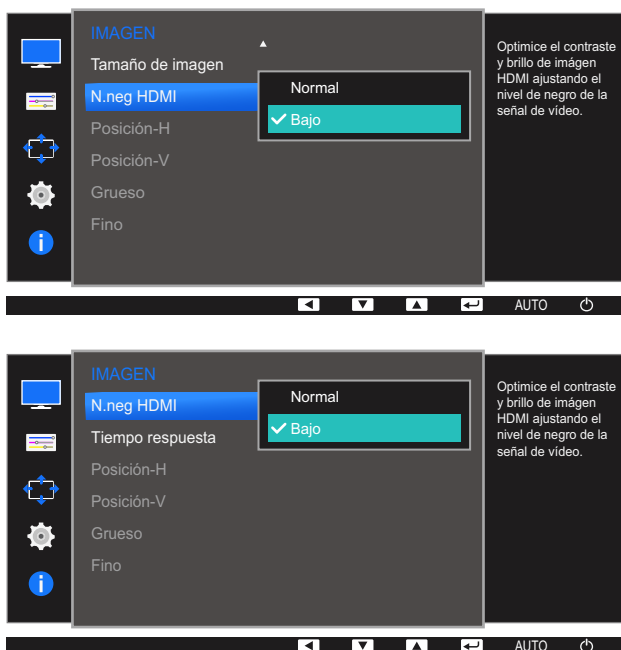 IMAGEN
Tamaño de imagen
N.neg HDMI
Posición-H
Posición-V
Grueso
Fino
Normal
Bajo
Optimice el contraste
y brillo de imágen
HDMI ajustando el
nivel de negro de la
señal de vídeo.
AUTO
IMAGEN
N.neg HDMI
Tiempo respuesta
Posición-H
Posición-V
Grueso
Fino
Normal
Bajo
Optimice el contraste
y brillo de imágen
HDMI ajustando el
nivel de negro de la
señal de vídeo.
AUTO